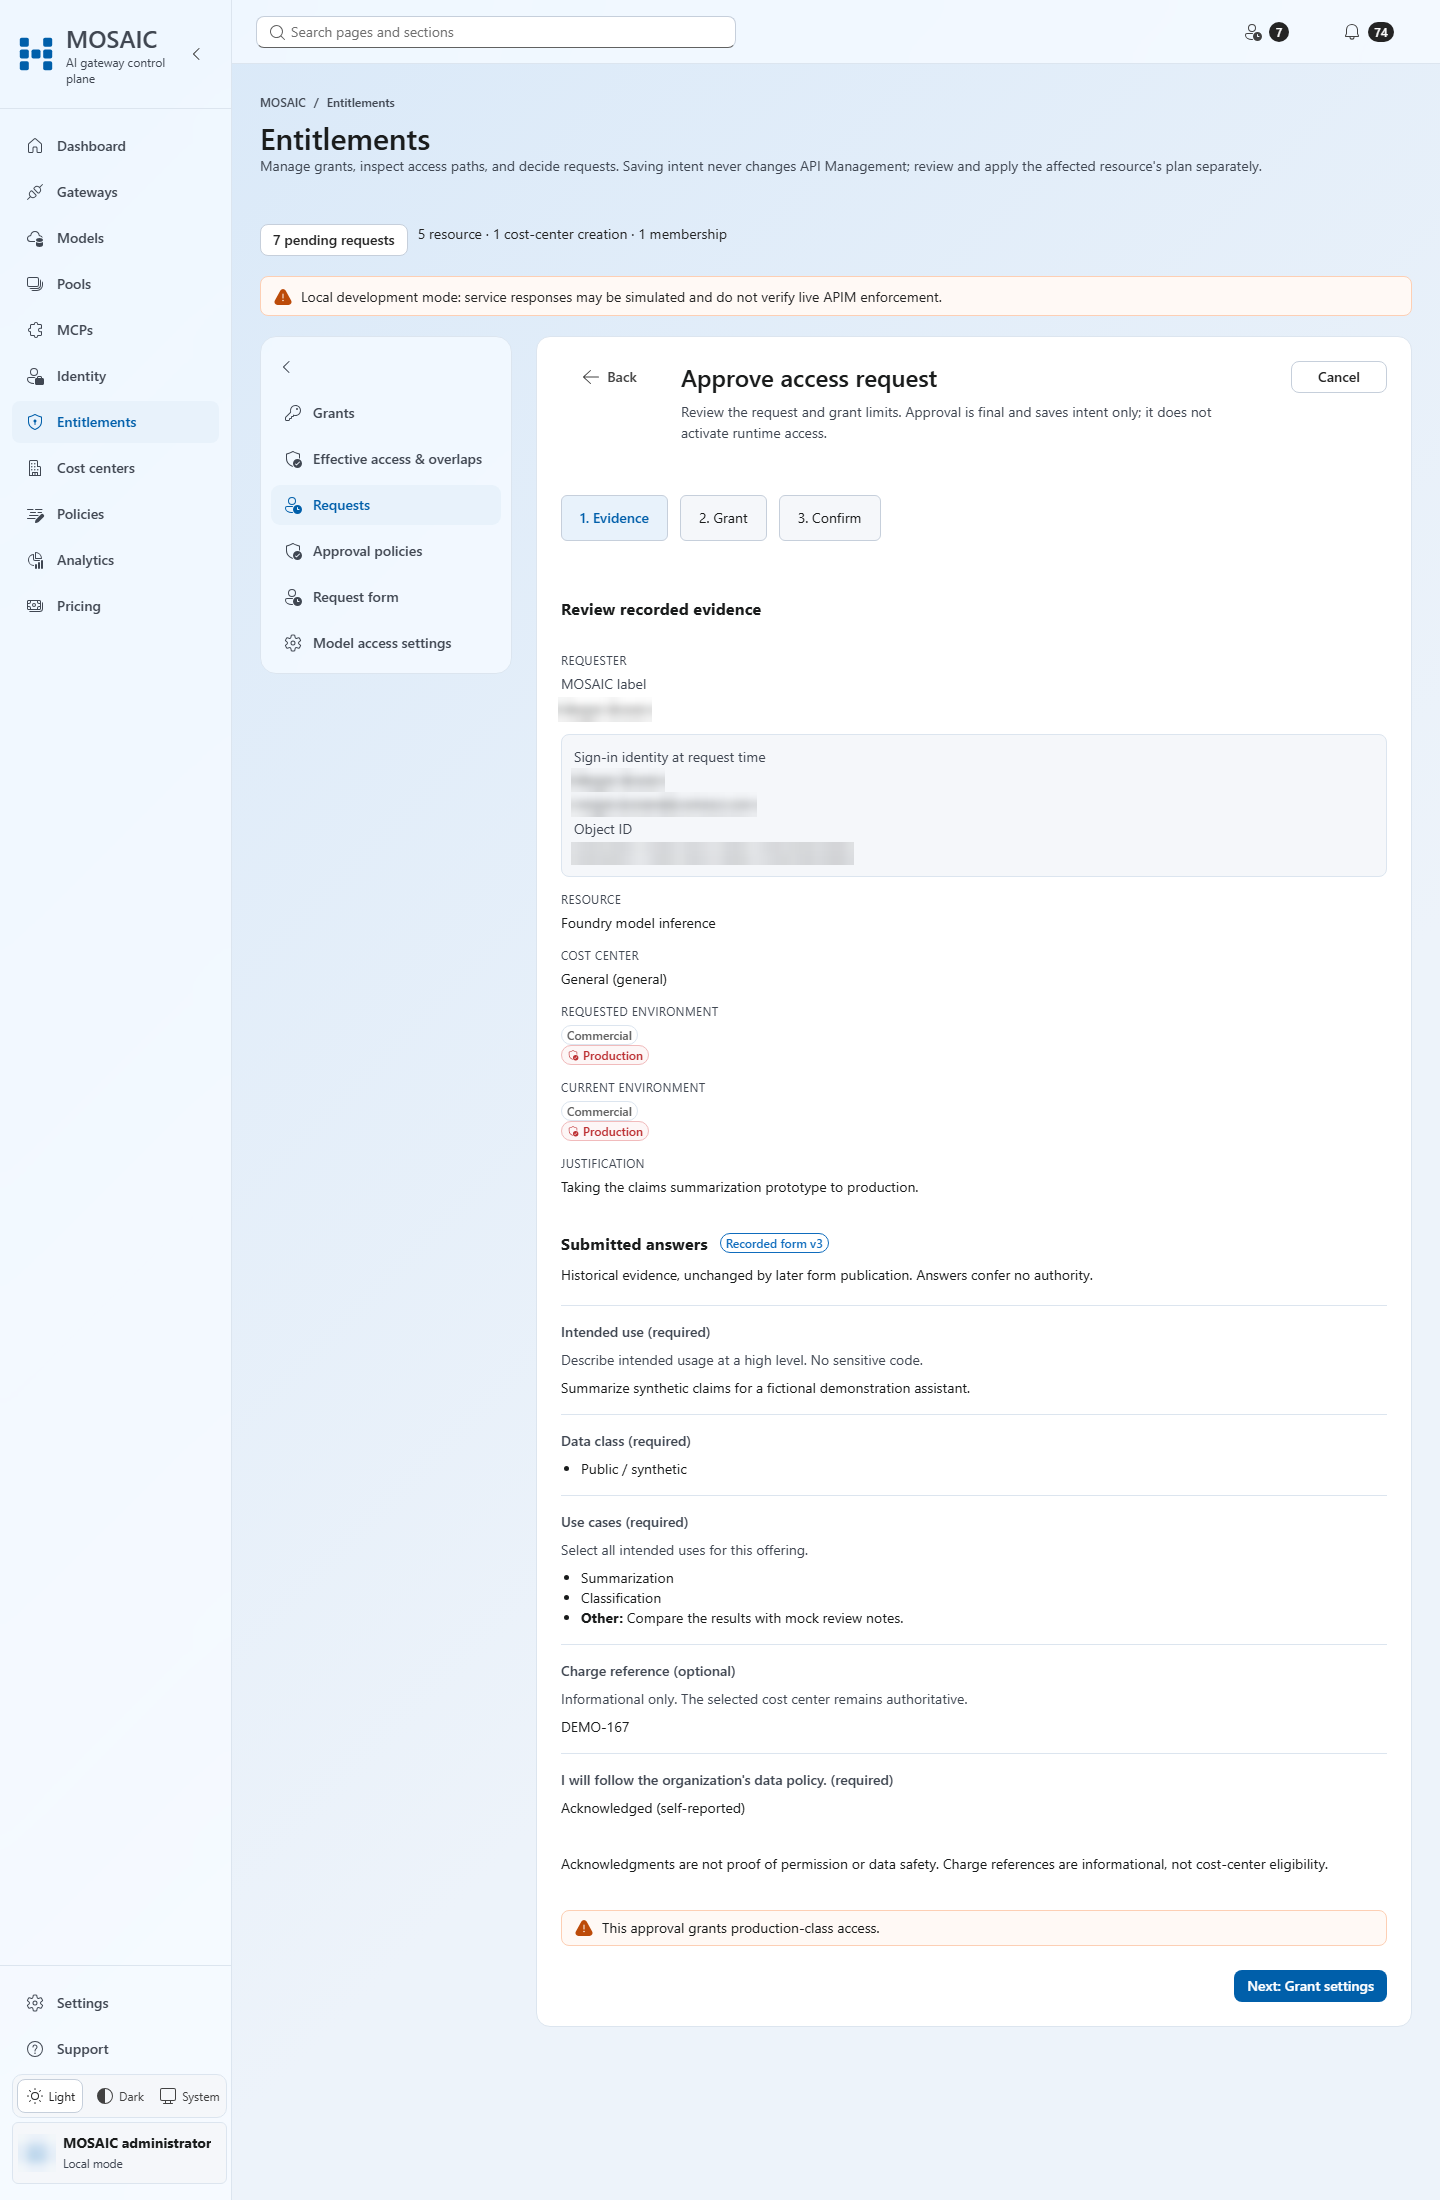 MOSAIC
AI gateway control
plane
Search pages and sections
7
74
Dashboard
Gateways
Models
Pools
MCPs
Identity
Entitlements
Cost centers
Policies
Analytics
Pricing
Settings
Support
Light
Dark
System
MOSAIC administrator
Local mode
MOSAIC / Entitlements
Entitlements
Manage grants, inspect access paths, and decide requests. Saving intent never changes API Management; review and apply the affected resource's plan separately.
7 pending requests
5 resource · 1 cost-center creation · 1 membership
Local development mode: service responses may be simulated and do not verify live APIM enforcement.
Grants
Effective access & overlaps
Requests
Approval policies
Request form
Model access settings
Back
Approve access request
Cancel
Review the request and grant limits. Approval is final and saves intent only; it does not
activate runtime access.
1. Evidence
2. Grant
3. Confirm
Review recorded evidence
REQUESTER
MOSAIC label
Sign-in identity at request time
Object ID
RESOURCE
Foundry model inference
COST CENTER
General (general)
REQUESTED ENVIRONMENT
Commercial
Production
CURRENT ENVIRONMENT
Commercial
Production
JUSTIFICATION
Taking the claims summarization prototype to production.
Submitted answers
Recorded form v3
Historical evidence, unchanged by later form publication. Answers confer no authority.
Intended use (required)
Describe intended usage at a high level. No sensitive code.
Summarize synthetic claims for a fictional demonstration assistant.
Data class (required)
• Public / synthetic
Use cases (required)
Select all intended uses for this offering.
• Summarization
• Classification
• Other: Compare the results with mock review notes.
Charge reference (optional)
Informational only. The selected cost center remains authoritative.
DEMO-167
I will follow the organization's data policy. (required)
Acknowledged (self-reported)
Acknowledgments are not proof of permission or data safety. Charge references are informational, not cost-center eligibility.
This approval grants production-class access.
Next: Grant settings